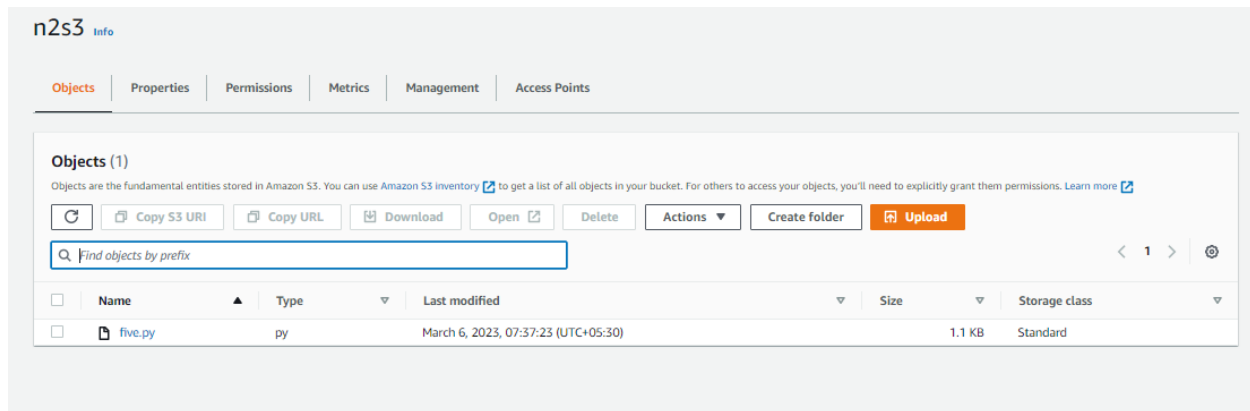 n2s3 Info
Objects Properties Permissions Metrics Management Access Points
Objects (1)
Objects are the fundamental entities stored in Amazon S3. You can use Amazon S3 inventory to get a list of all objects in your bucket. For others to access your objects, you'll need to explicitly grant them permissions. Learn more
Copy S3 URI Copy URL Download Open Delete Actions Create folder Upload
Find objects by prefix 1
Name Type Last modified Size Storage class
five.py py March 6, 2023, 07:37:23 (UTC+05:30) 1.1 KB Standard